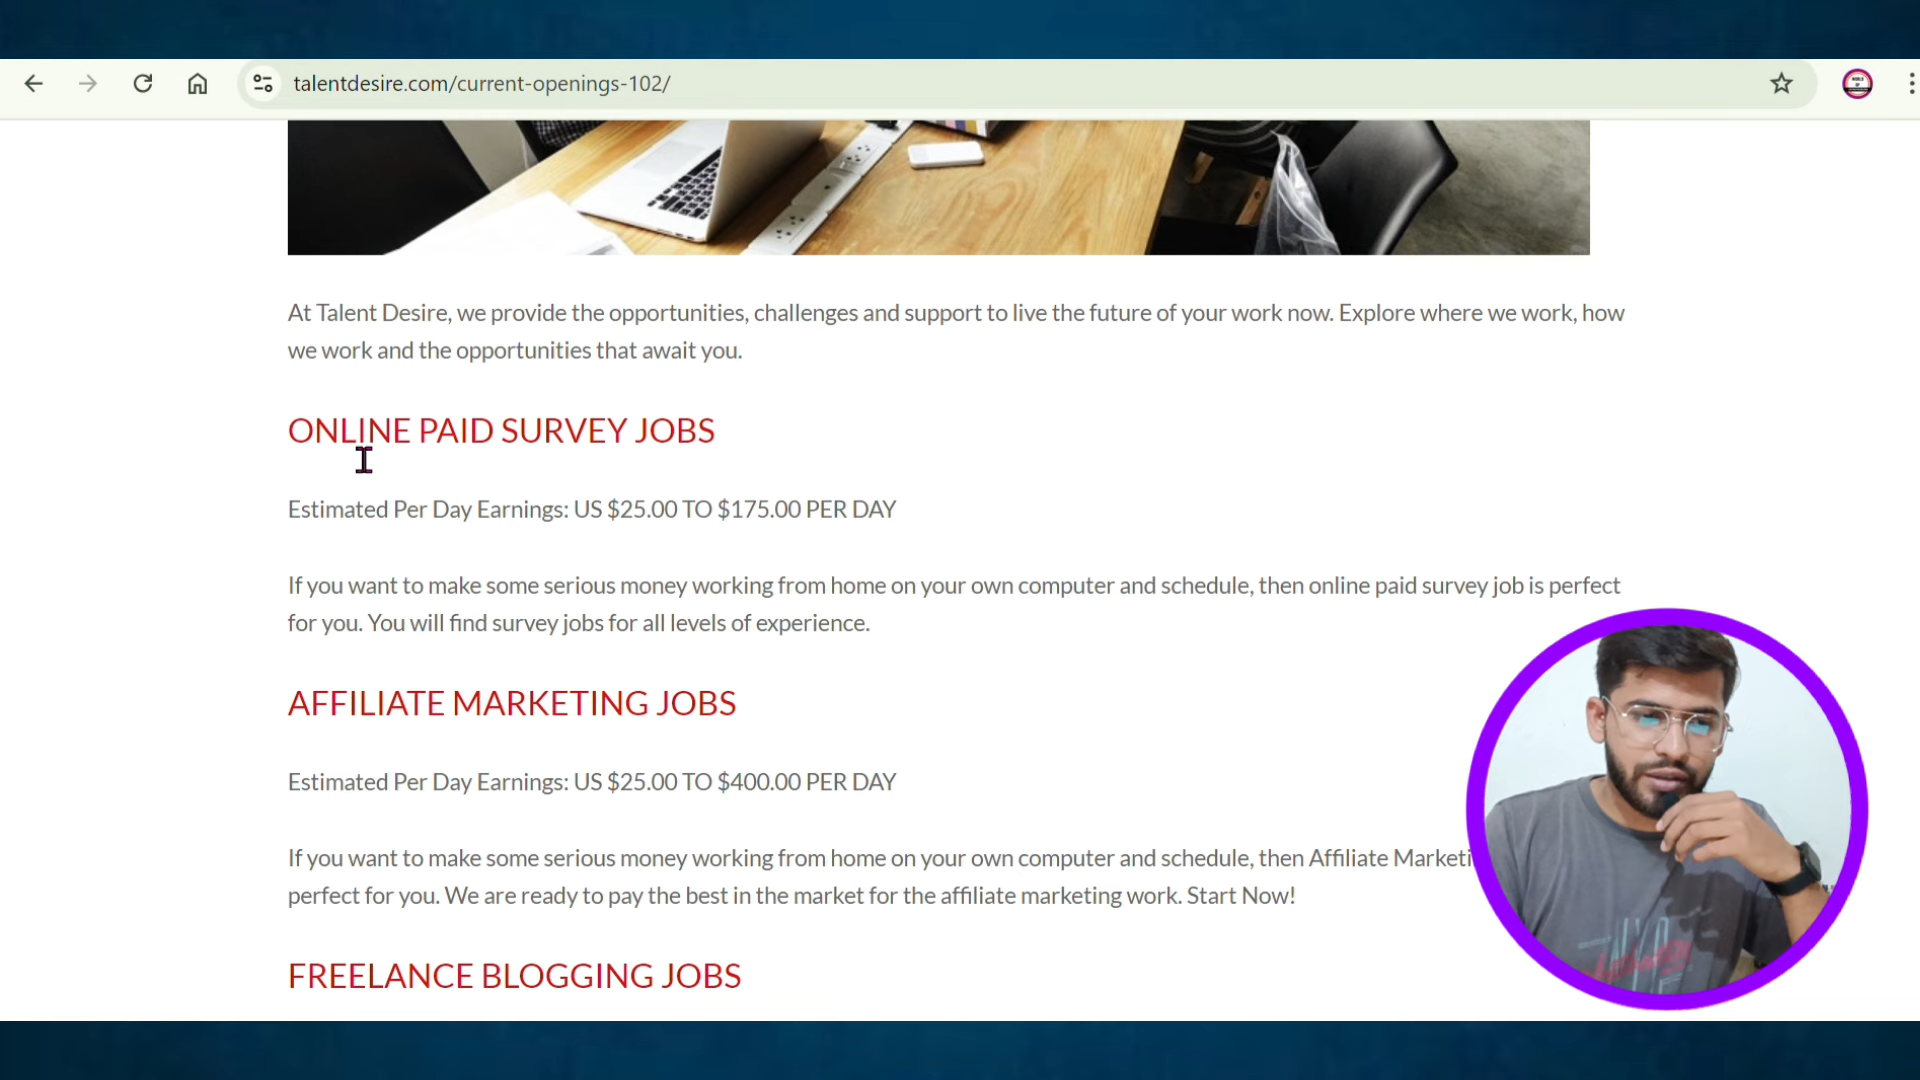 talentdesire.com/current-openings-102/
At Talent Desire, we provide the opportunities, challenges and support to live the future of your work now. Explore where we work, how
we work and the opportunities that await you.
ONLINE PAID SURVEY JOBS
Estimated Per Day Earnings: US $25.00 TO $175.00 PER DAY
If you want to make some serious money working from home on your own computer and schedule, then online paid survey job is perfect
for you. You will find survey jobs for all levels of experience.
AFFILIATE MARKETING JOBS
Estimated Per Day Earnings: US $25.00 TO $400.00 PER DAY
If you want to make some serious money working from home on your own computer and schedule, then Affiliate Marketi
perfect for you. We are ready to pay the best in the market for the affiliate marketing work. Start Now!
FREELANCE BLOGGING JOBS